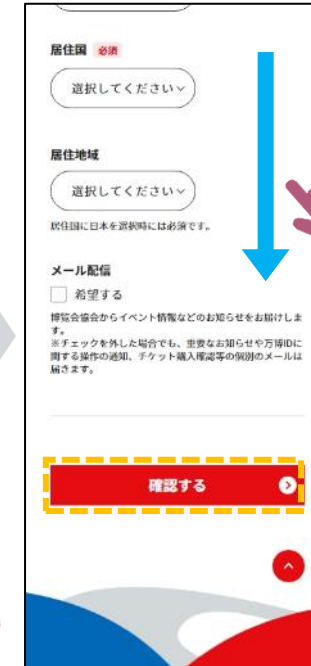 居住国 必須
選択してください
居住地域
選択してください
居住国に日本を選択時には必須です。
メール配信
希望する
博覧会協会からイベント情報などのお知らせをお届けしま
す。
※チェックを外した場合でも、重要なお知らせや万博IDに
関する操作の通知、チケット購入確認等の個別のメールは
届きます。
確認する